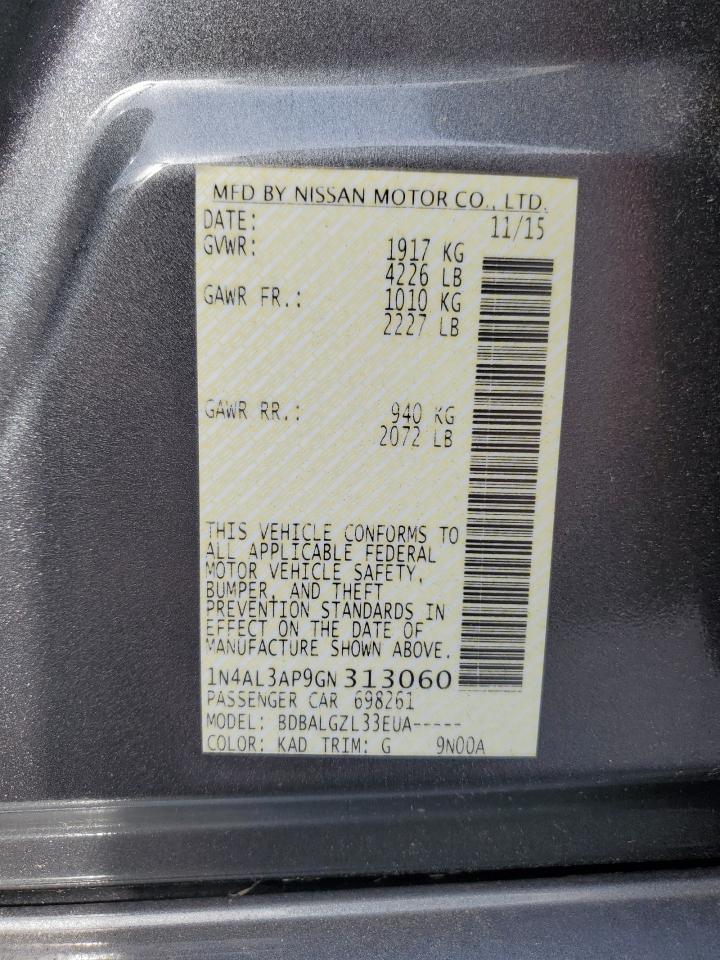 MFD BY NISSAN MOTOR CO., LTD.
DATE: 11/15
GVWR: 1917 KG
4226 LB
GAWR FR.: 1010 KG
2227 LB
GAWR RR.: 940 KG
2072 LB
THIS VEHICLE CONFORMS TO
ALL APPLICABLE FEDERAL
MOTOR VEHICLE SAFETY,
BUMPER, AND THEFT
PREVENTION STANDARDS IN
EFFECT ON THE DATE OF
MANUFACTURE SHOWN ABOVE.
1N4AL3AP9GN313060
PASSENGER CAR 698261
MODEL: BDBALGZL33EUA-----
COLOR: KAD TRIM: G 9N00A